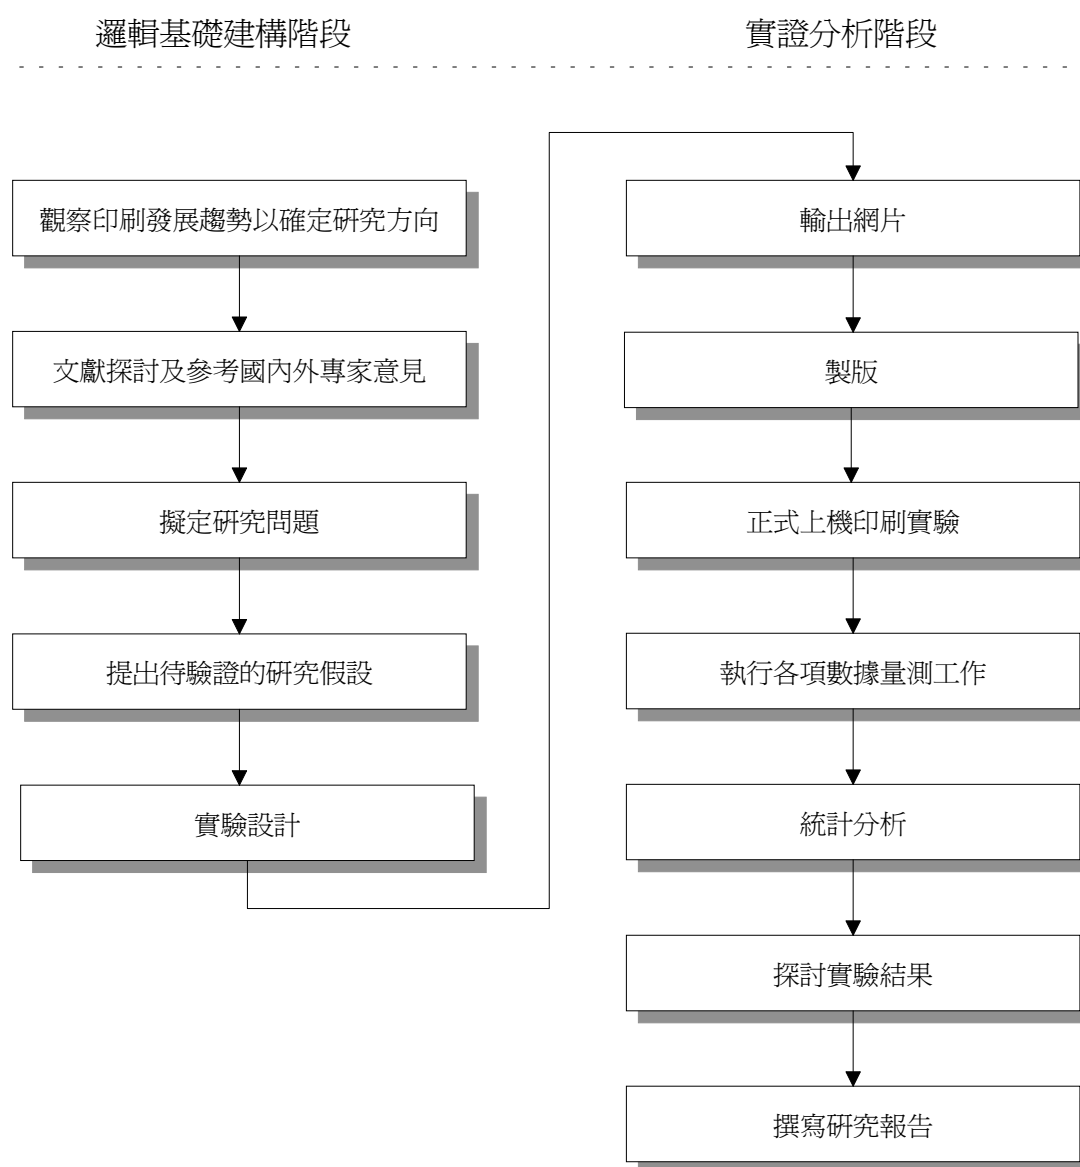 邏輯基礎建構階段
實證分析階段
觀察印刷發展趨勢以確定研究方向
文獻探討及參考國內外專家意見
擬定研究問題
提出待驗證的研究假設
實驗設計
輸出網片
製版
正式上機印刷實驗
執行各項數據量測工作
統計分析
探討實驗結果
撰寫研究報告